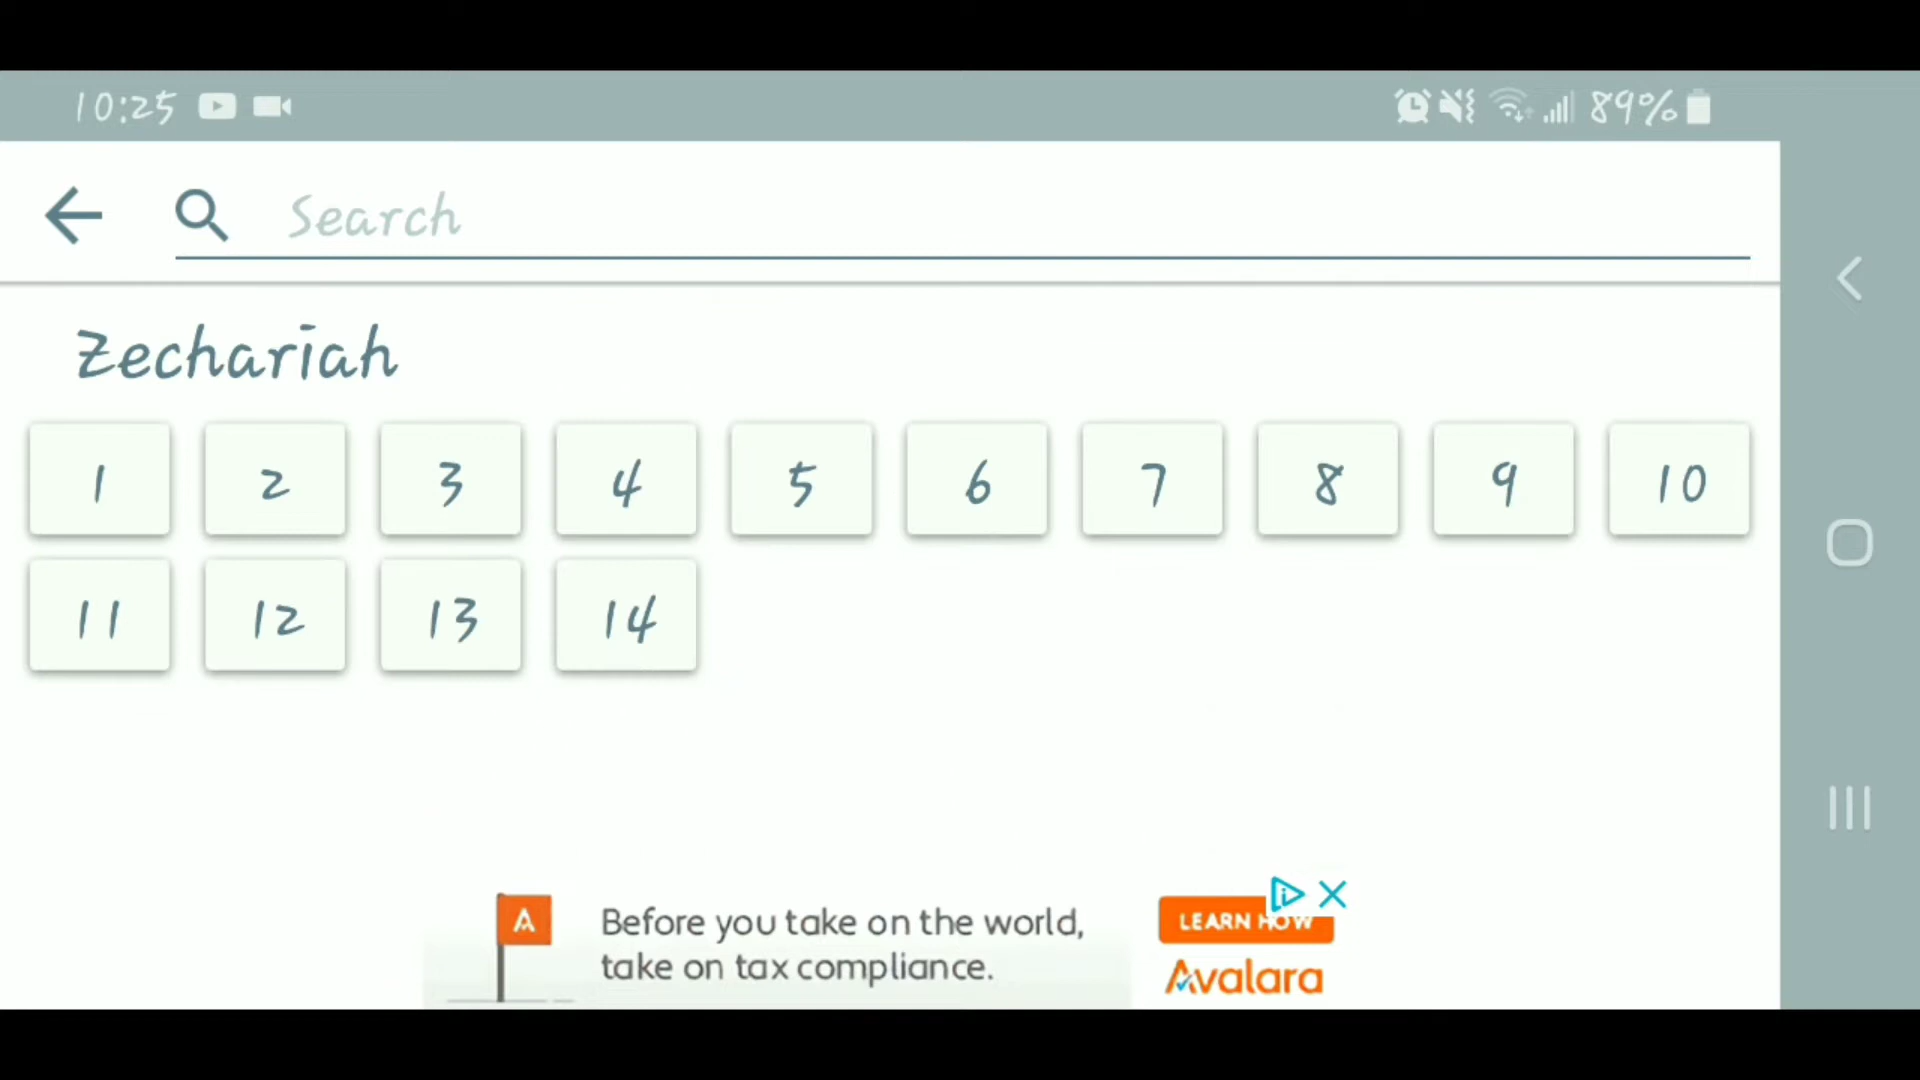 10:25 89%
Search
Zechariah
1 2 3 4 5 6 7 8 9 10
11 12 13 14
A Before you take on the world,
take on tax compliance.
LEARN HOW
Avalara